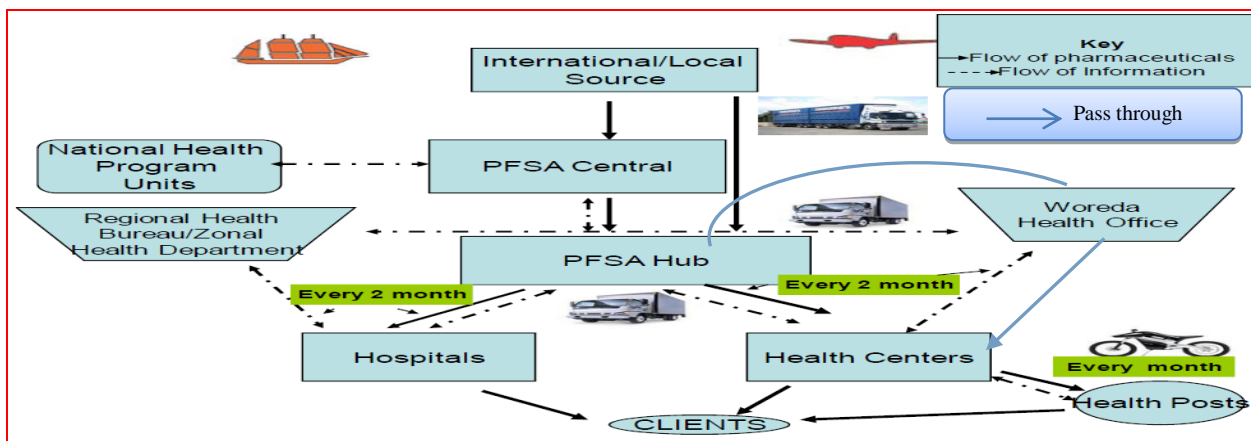 Key
Flow of pharmaceuticals
Flow of Information
Pass through
International/Local
Source
National Health
Program
Units
PFSA Central
Regional Health
Bureau/Zonal
Health Department
Woreda
Health Office
PFSA Hub
Every 2 month
Every 2 month
Hospitals
Health Centers
Every month
Health Posts
CLIENTS